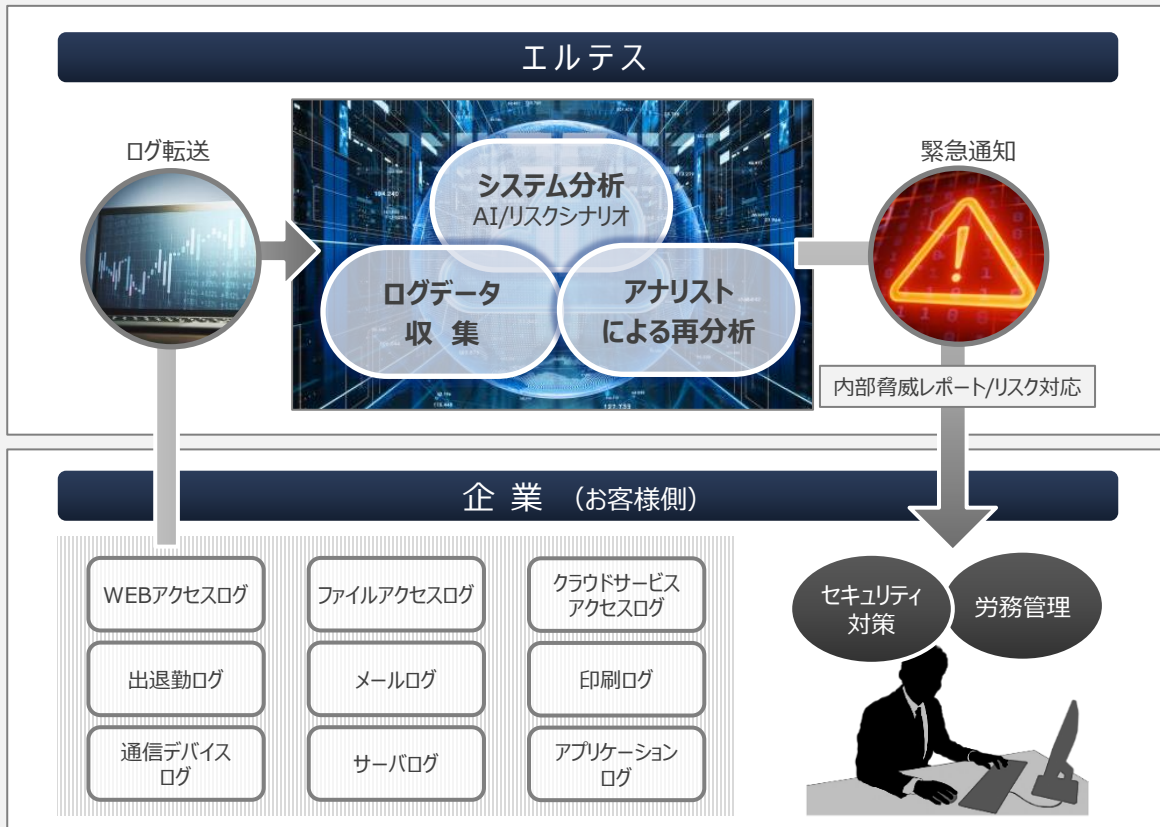 エルテス
ログ転送
緊急通知
システム分析
AI/リスクシナリオ
ログデータ
収 集
アナリスト
による再分析
内部脅威レポート/リスク対応
企 業 （お客様側）
WEBアクセスログ
ファイルアクセスログ
クラウドサービス
アクセスログ
セキュリティ
対策
労務管理
出退勤ログ
メールログ
印刷ログ
通信デバイス
ログ
サーバログ
アプリケーション
ログ